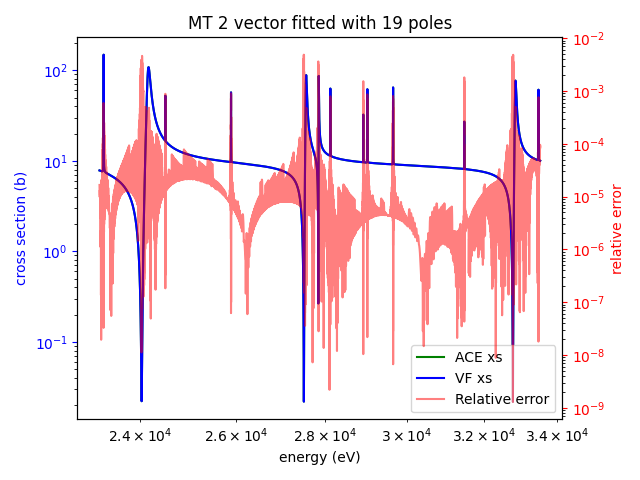 MT 2 vector fitted with 19 poles
10² 10¹ 10⁰ 10⁻¹
cross section (b)
10⁻² 10⁻³ 10⁻⁴ 10⁻⁵ 10⁻⁶ 10⁻⁷ 10⁻⁸ 10⁻⁹
relative error
ACE xs
VF xs
Relative error
2.4 × 10⁴ 2.6 × 10⁴ 2.8 × 10⁴ 3 × 10⁴ 3.2 × 10⁴ 3.4 × 10⁴
energy (eV)